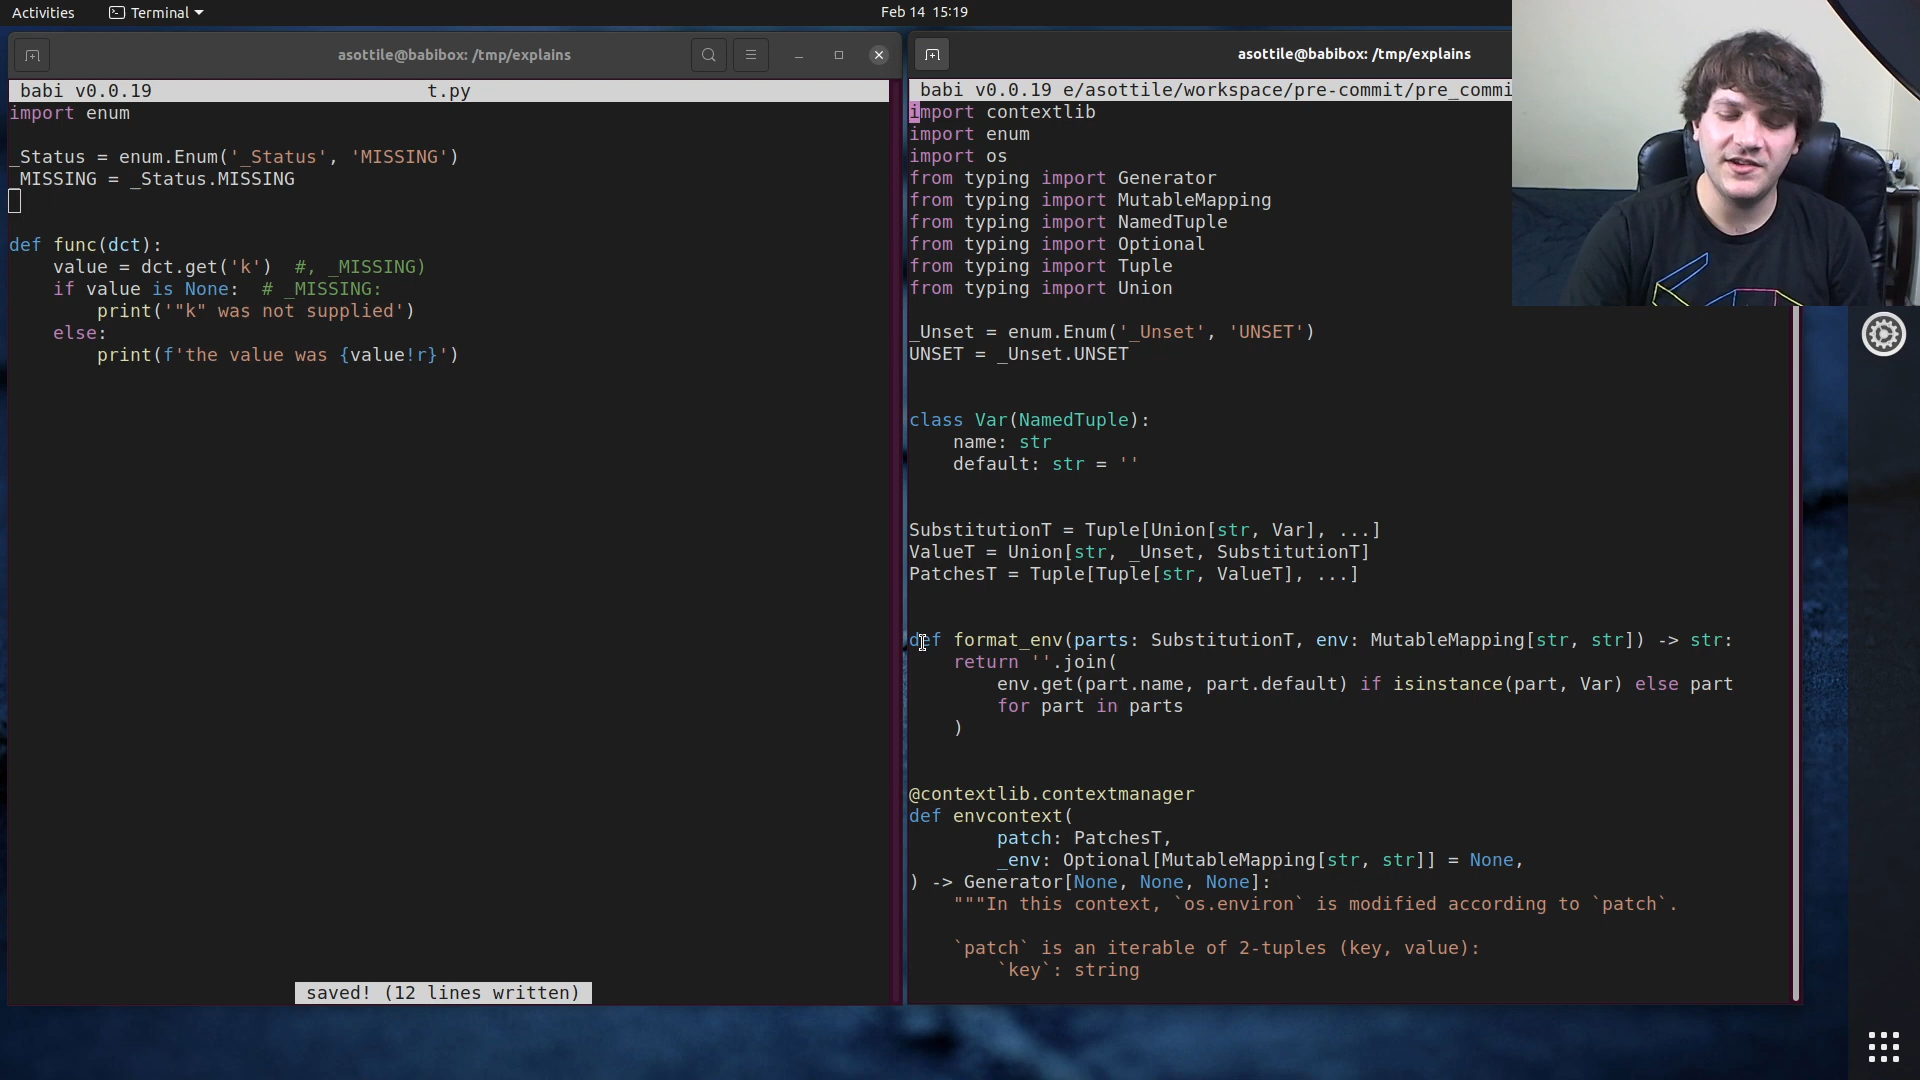 Activities
Terminal
Feb 14 15:19
asottile@babibox: /tmp/explains
babi v0.0.19 t.py
import enum
_Status = enum.Enum('_Status', 'MISSING')
_MISSING = _Status.MISSING
def func(dct):
    value = dct.get('k')  #, _MISSING)
    if value is None:  # _MISSING:
        print('"k" was not supplied')
    else:
        print(f'the value was {value!r}')
saved! (12 lines written)
asottile@babibox: /tmp/explains
babi v0.0.19 e/asottile/workspace/pre-commit/pre_commi
import contextlib
import enum
import os
from typing import Generator
from typing import MutableMapping
from typing import NamedTuple
from typing import Optional
from typing import Tuple
from typing import Union
_Unset = enum.Enum('_Unset', 'UNSET')
UNSET = _Unset.UNSET
class Var(NamedTuple):
    name: str
    default: str = ''
SubstitutionT = Tuple[Union[str, Var], ...]
ValueT = Union[str, _Unset, SubstitutionT]
PatchesT = Tuple[Tuple[str, ValueT], ...]
def format_env(parts: SubstitutionT, env: MutableMapping[str, str]) -> str:
    return ''.join(
        env.get(part.name, part.default) if isinstance(part, Var) else part
        for part in parts
    )
@contextlib.contextmanager
def envcontext(
        patch: PatchesT,
        _env: Optional[MutableMapping[str, str]] = None,
) -> Generator[None, None, None]:
    """In this context, `os.environ` is modified according to `patch`.
    `patch` is an iterable of 2-tuples (key, value):
        `key`: string